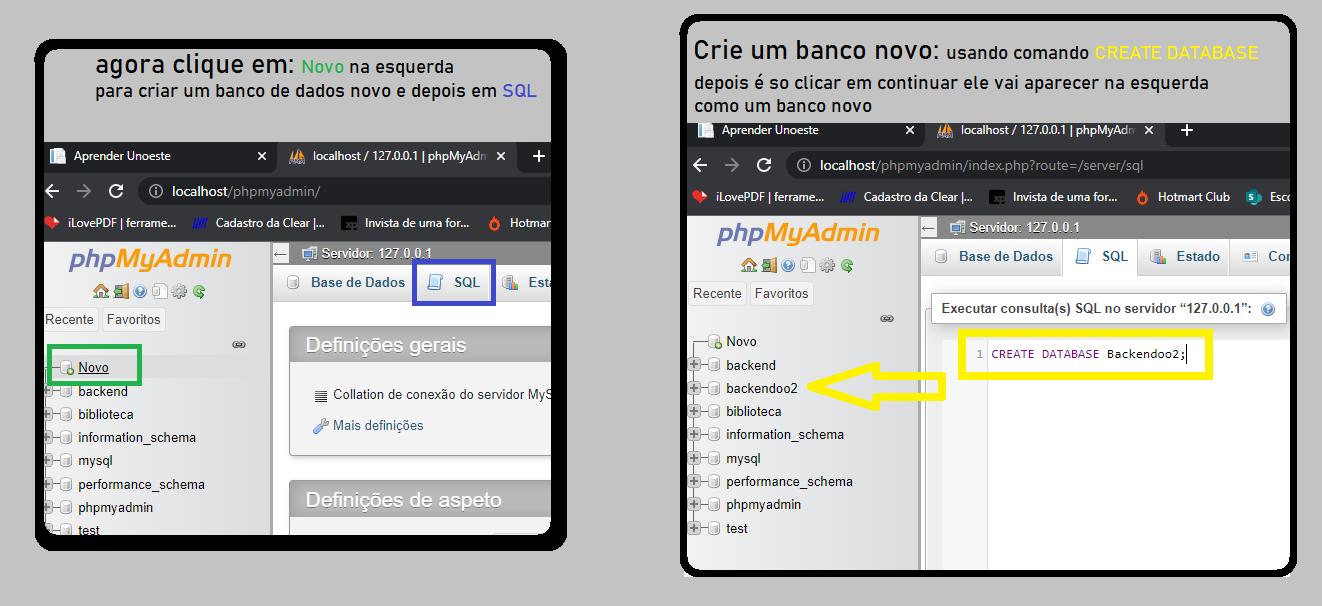 agora clique em: Novo na esquerda
para criar um banco de dados novo e depois em SQL
Aprender Unoeste
localhost / 127.0.0.1 | phpMyAdm
localhost/phpmyadmin/
iLovePDF | ferrame...
Cadastro da Clear |...
Invista de uma for...
Hotmart
phpMyAdmin
Servidor: 127.0.0.1
Base de Dados
SQL
Esta
Recente
Favoritos
Novo
backend
biblioteca
information_schema
mysql
performance_schema
phpmyadmin
test
Definições gerais
Collation de conexão do servidor MyS
Mais definições
Definições de aspeto
Crie um banco novo: usando comando CREATE DATABASE
depois é so clicar em continuar ele vai aparecer na esquerda
como um banco novo
Aprender Unoeste
localhost / 127.0.0.1 | phpMyAdm
localhost/phpmyadmin/index.php?route=/server/sql
iLovePDF | ferrame...
Cadastro da Clear |...
Invista de uma for...
Hotmart Club
Esco
phpMyAdmin
Servidor: 127.0.0.1
Base de Dados
SQL
Estado
Co
Recente
Favoritos
Executar consulta(s) SQL no servidor “127.0.0.1”:
1 CREATE DATABASE Backendoo2;
Novo
backend
backendoo2
biblioteca
information_schema
mysql
performance_schema
phpmyadmin
test